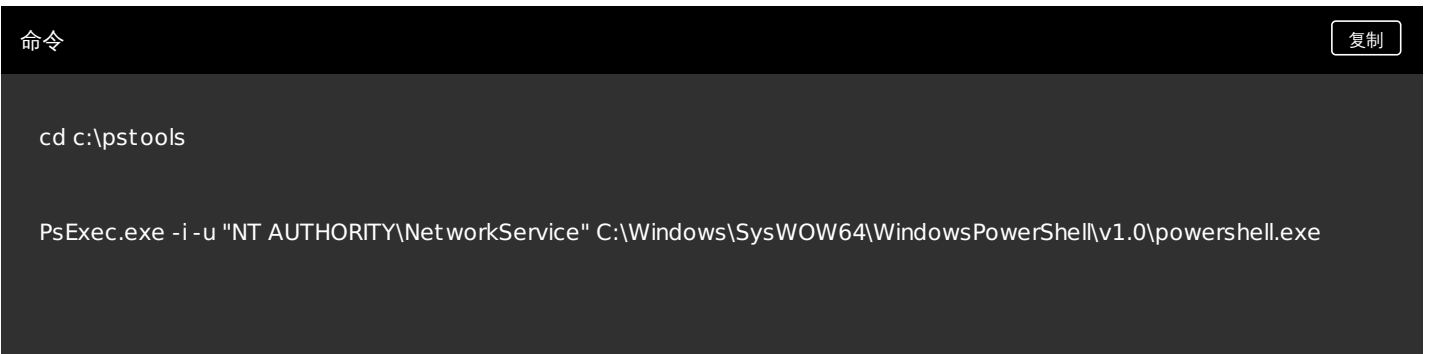 命令
复制
cd c:\pstools
PsExec.exe -i -u "NT AUTHORITY\NetworkService" C:\Windows\SysWOW64\WindowsPowerShell\v1.0\powershell.exe